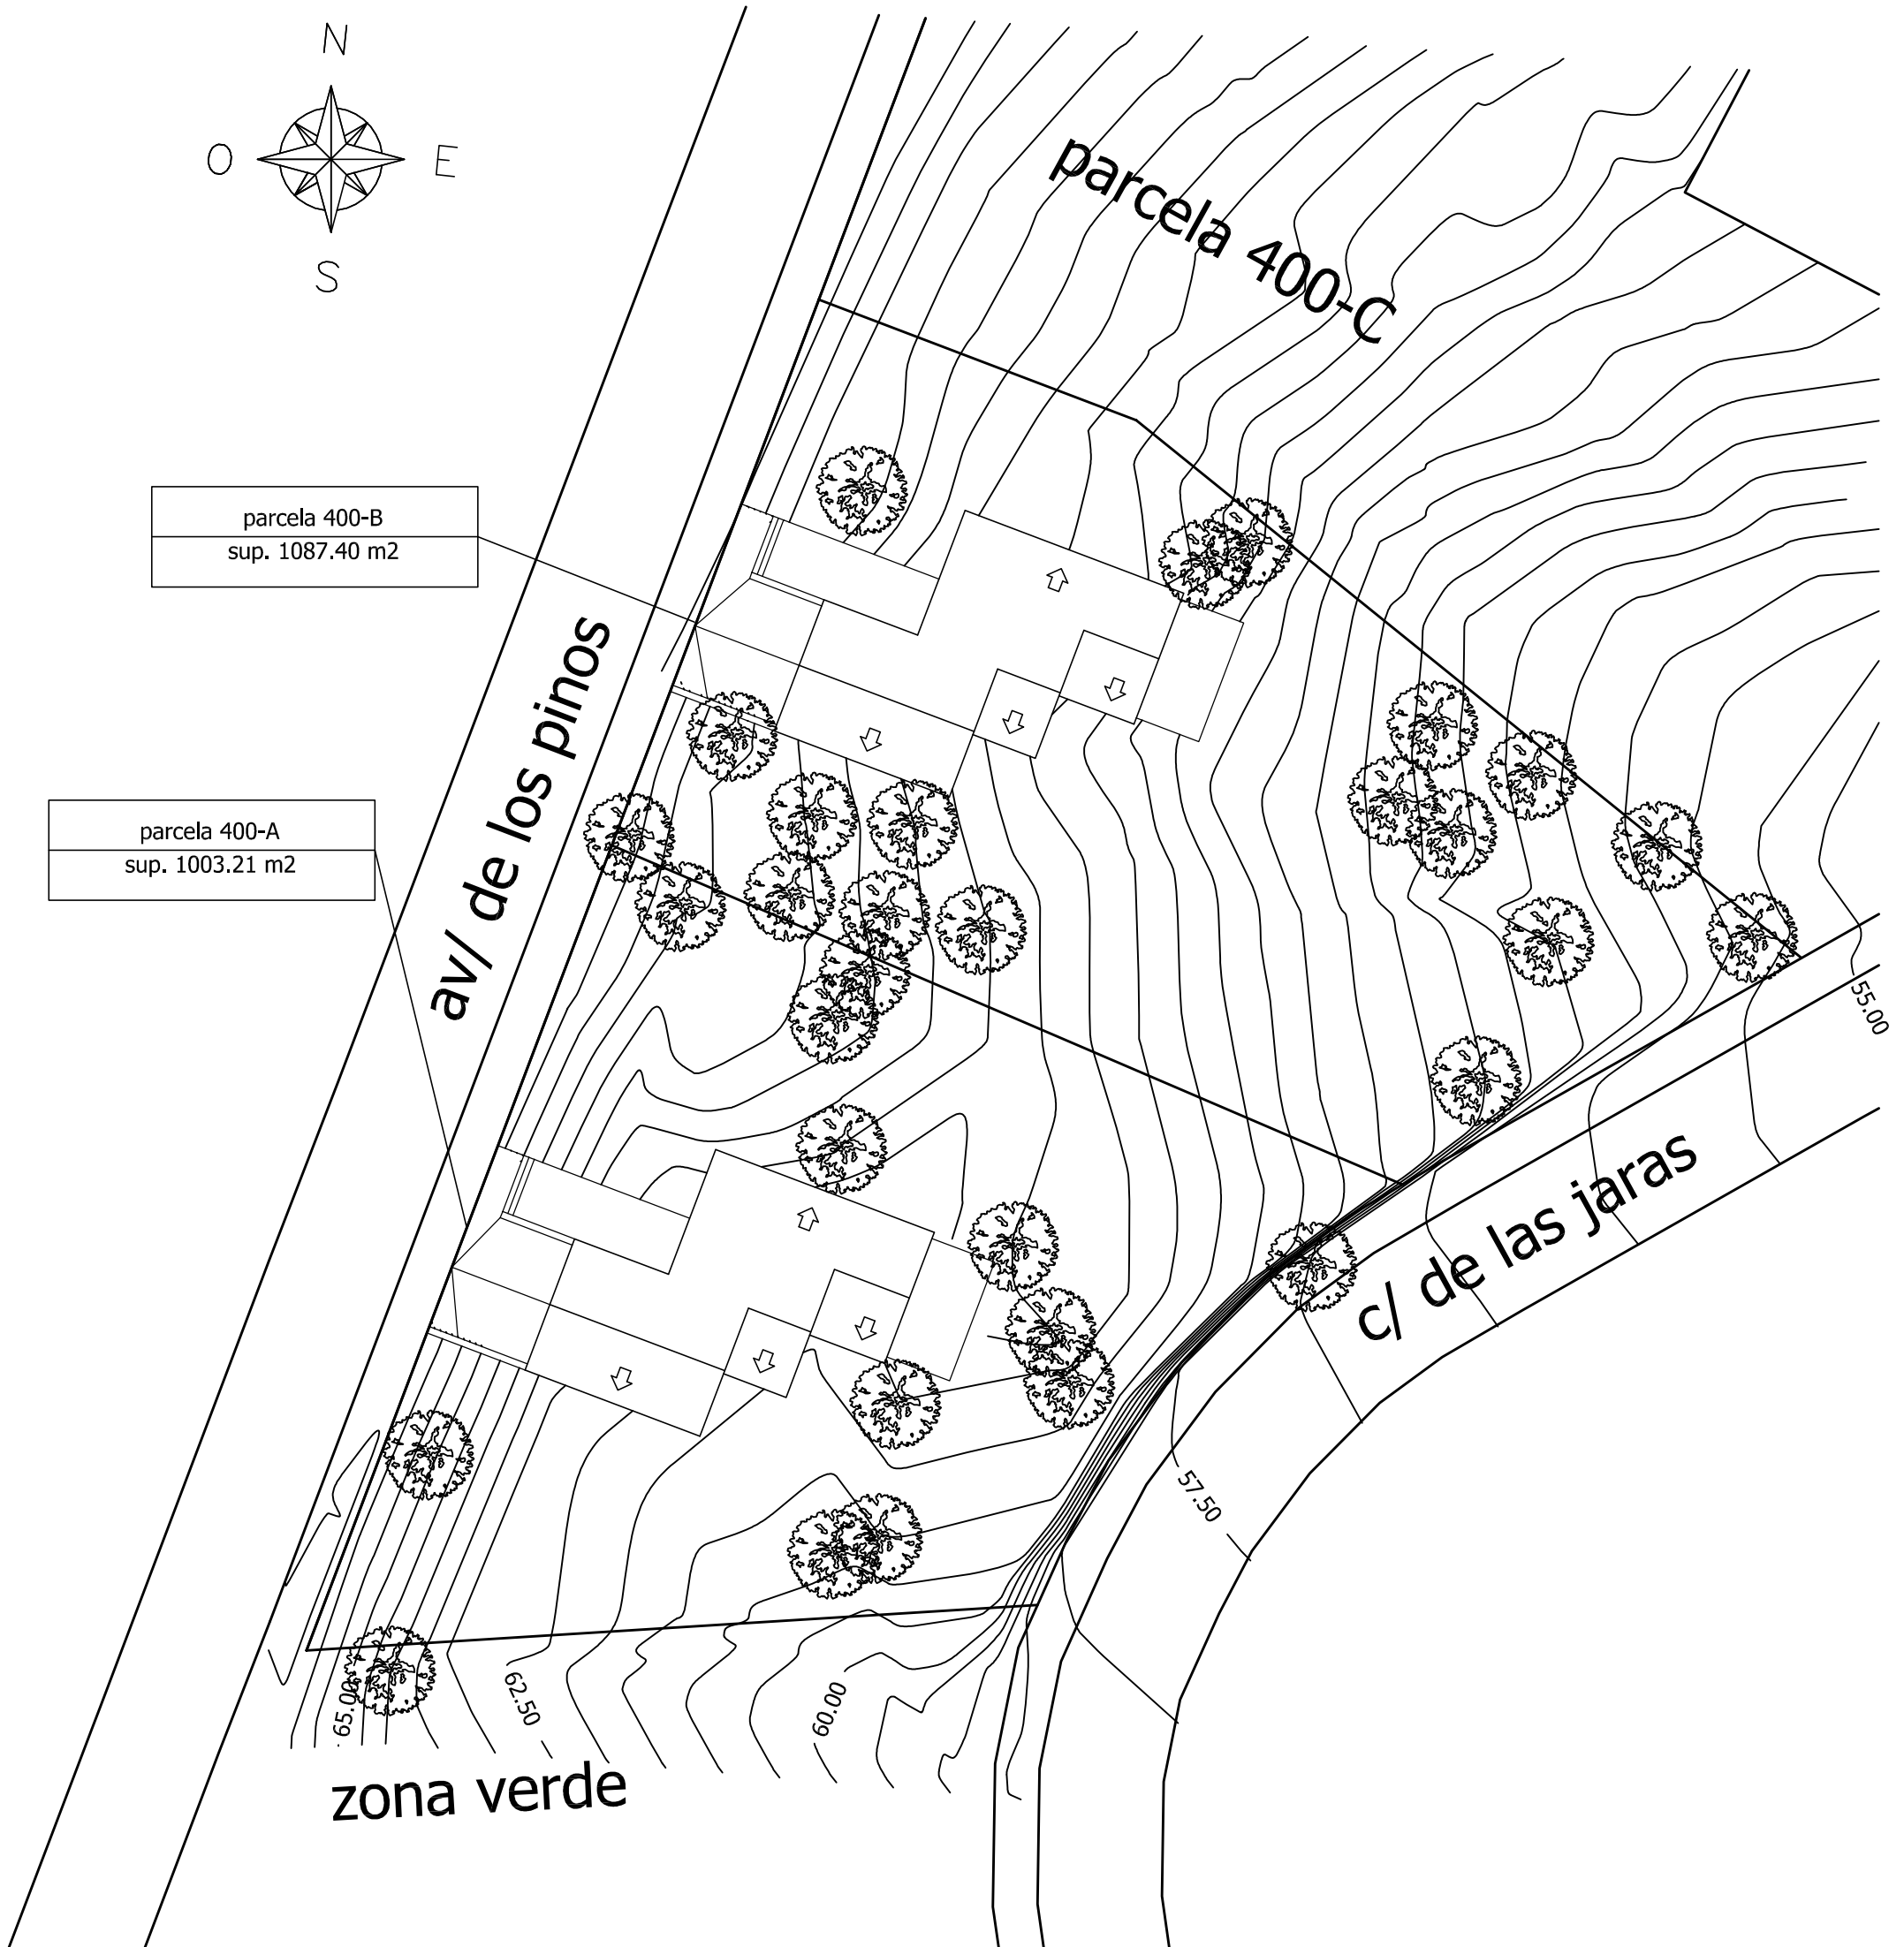 N
O
E
S
parcela 400-C
parcela 400-B
sup. 1087.40 m2
av/ de los pinos
parcela 400-A
sup. 1003.21 m2
55.00
c/ de las jaras
57.50
65.00
62.50
60.00
zona verde